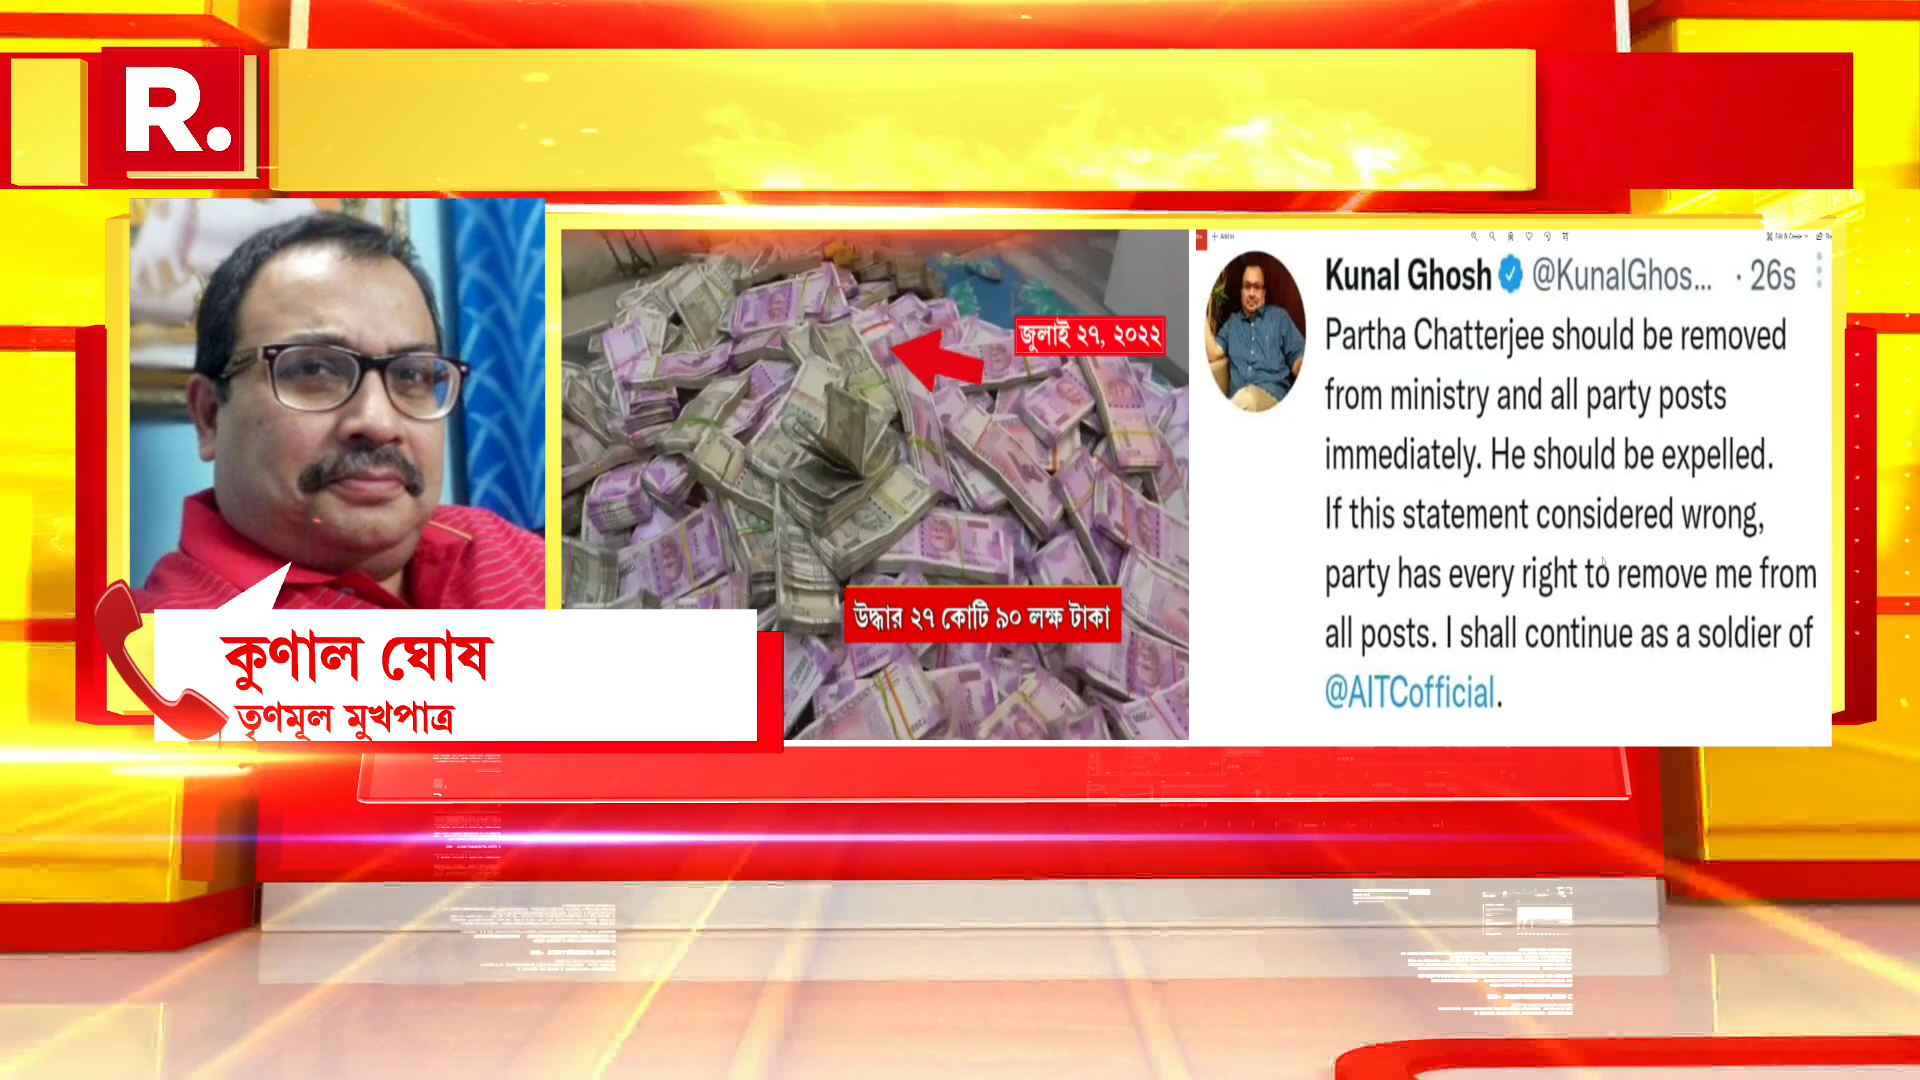 R.
জুলাই ২৭, ২০২২
উদ্ধার ২৭ কোটি ৯০ লক্ষ টাকা
কুণাল ঘোষ
তৃণমূল মুখপাত্র
Kunal Ghosh @KunalGhos... · 26s
Partha Chatterjee should be removed
from ministry and all party posts
immediately. He should be expelled.
If this statement considered wrong,
party has every right to remove me from
all posts. I shall continue as a soldier of
@AITCofficial.